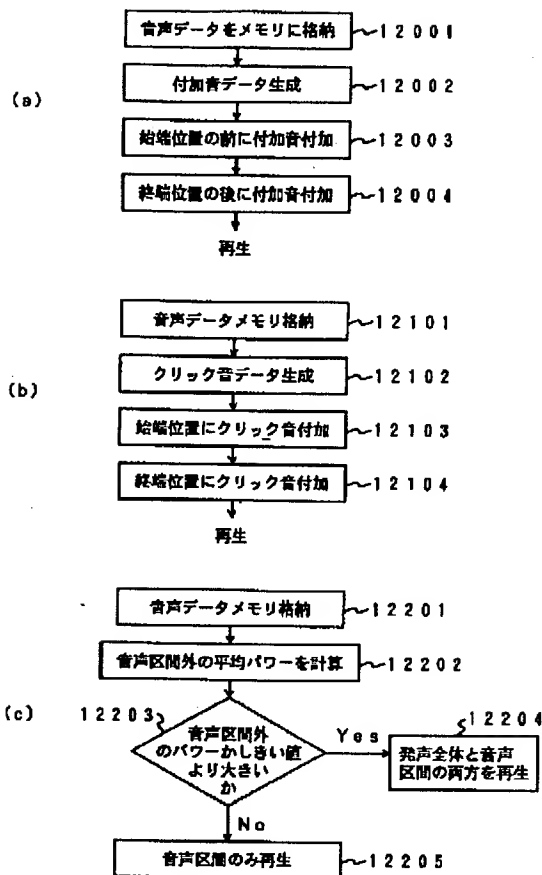 (a)
音声データをメモリに格納 〜12001
付加音データ生成 〜12002
始端位置の前に付加音付加 〜12003
終端位置の後に付加音付加 〜12004
再生
(b)
音声データメモリ格納 〜12101
クリック音データ生成 〜12102
始端位置にクリック音付加 〜12103
終端位置にクリック音付加 〜12104
再生
(c)
音声データメモリ格納 〜12201
音声区間外の平均パワーを計算 〜12202
12203
音声区間外
のパワーかしきい値
より大きい
か
Yes
12204
発声全体と音声
区間の両方を再生
No
音声区間のみ再生 〜12205